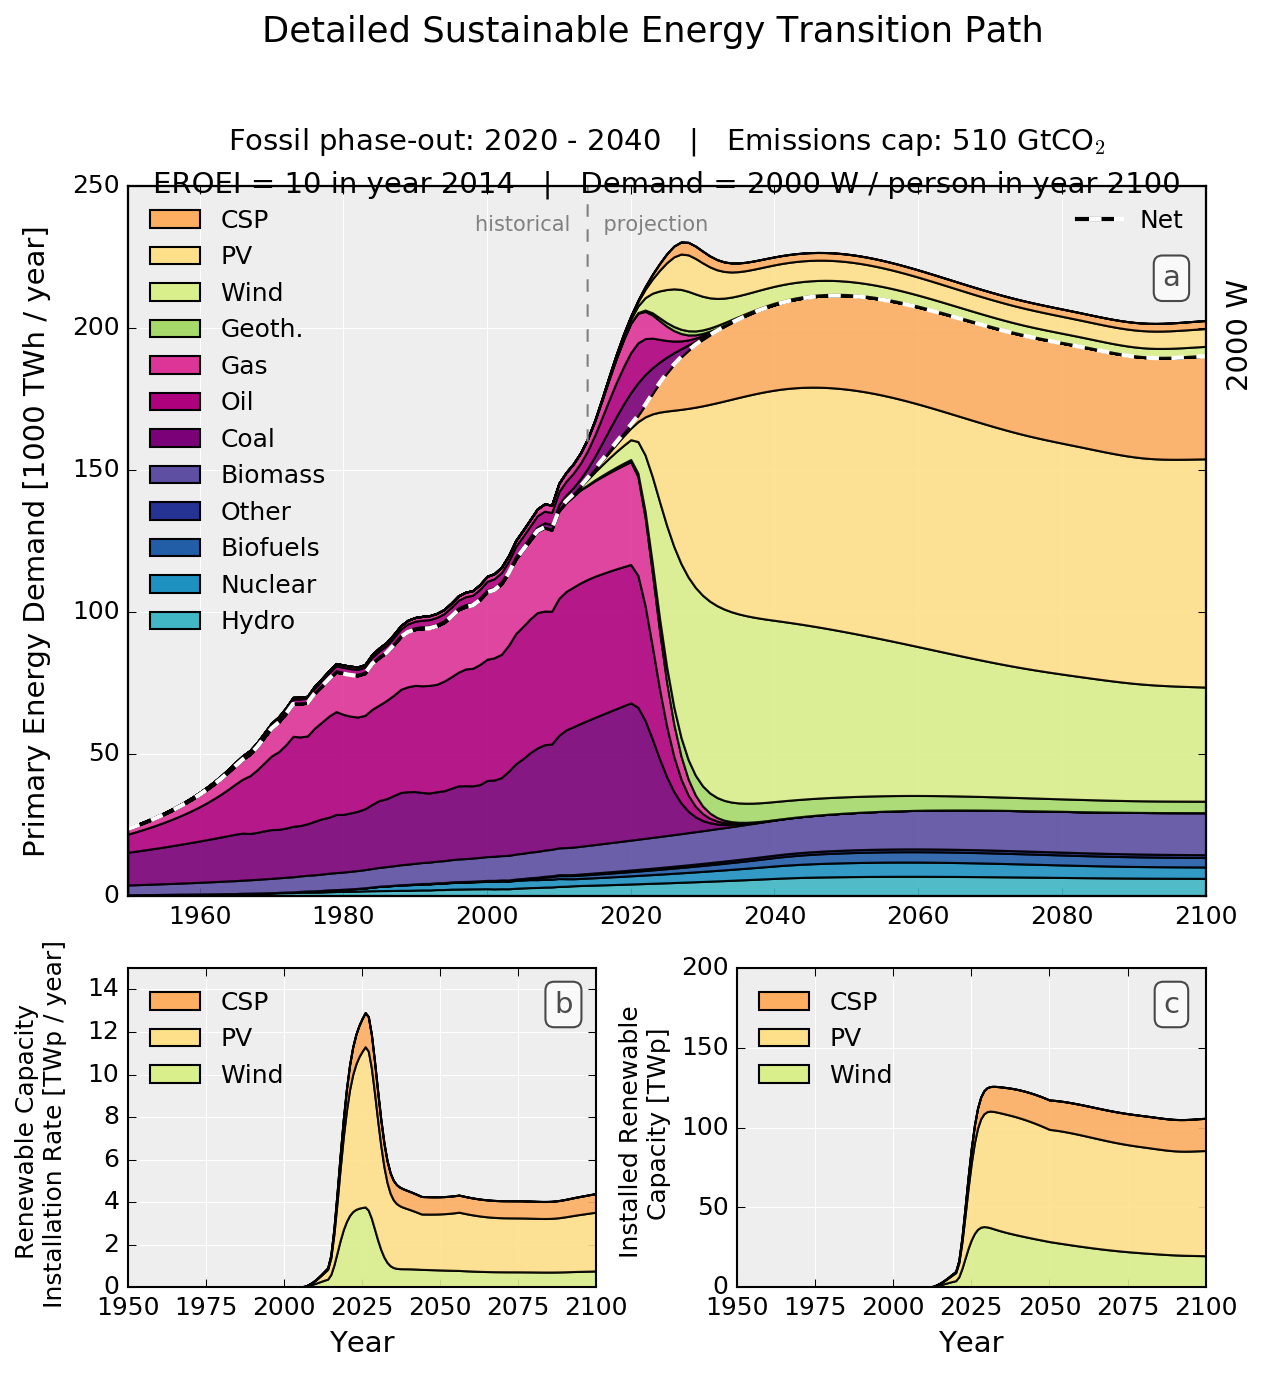 Detailed Sustainable Energy Transition Path
Fossil phase-out: 2020 - 2040 | Emissions cap: 510 GtCO₂
EROEI = 10 in year 2014 | Demand = 2000 W / person in year 2100
Primary Energy Demand [1000 TWh / year]
250
200
150
100
50
0
CSP
PV
Wind
Geoth.
Gas
Oil
Coal
Biomass
Other
Biofuels
Nuclear
Hydro
historical projection
Net
a
2000 W
1960 1980 2000 2020 2040 2060 2080 2100
Renewable Capacity
Installation Rate [TWp / year]
14
12
10
8
6
4
2
0
CSP
PV
Wind
b
1950 1975 2000 2025 2050 2075 2100
Year
Installed Renewable
Capacity [TWp]
200
150
100
50
0
CSP
PV
Wind
c
1950 1975 2000 2025 2050 2075 2100
Year